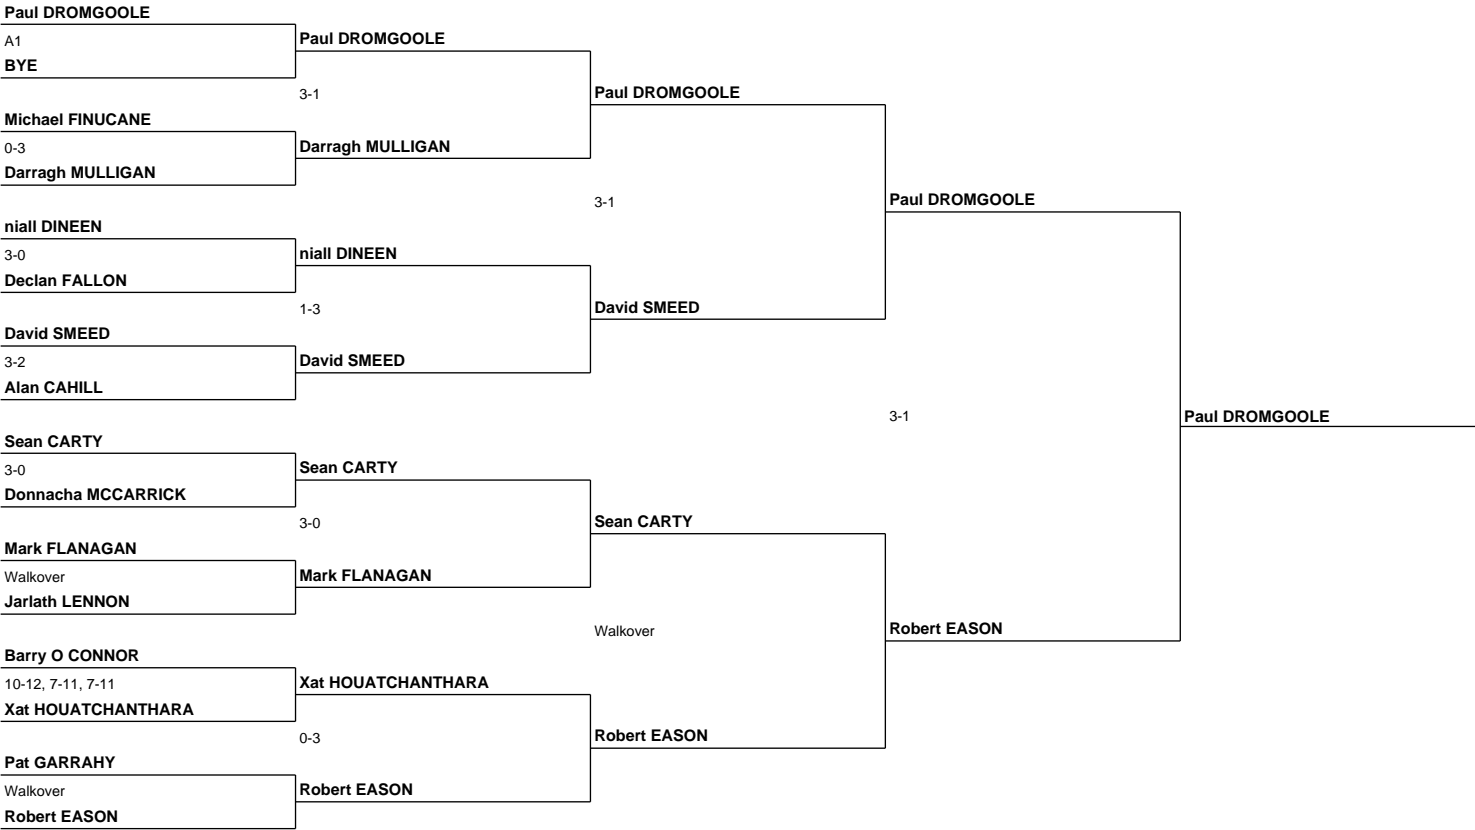 Paul DROMGOOLE
A1
BYE
Paul DROMGOOLE
3-1
Michael FINUCANE
0-3
Darragh MULLIGAN
Darragh MULLIGAN
Paul DROMGOOLE
3-1
niall DINEEN
3-0
Declan FALLON
niall DINEEN
1-3
David SMEED
3-2
Alan CAHILL
David SMEED
David SMEED
Paul DROMGOOLE
3-1
Paul DROMGOOLE
Sean CARTY
3-0
Donnacha MCCARRICK
Sean CARTY
3-0
Mark FLANAGAN
Walkover
Jarlath LENNON
Mark FLANAGAN
Sean CARTY
Walkover
Barry O CONNOR
10-12, 7-11, 7-11
Xat HOUATCHANTHARA
Xat HOUATCHANTHARA
0-3
Pat GARRAHY
Walkover
Robert EASON
Robert EASON
Robert EASON
Robert EASON